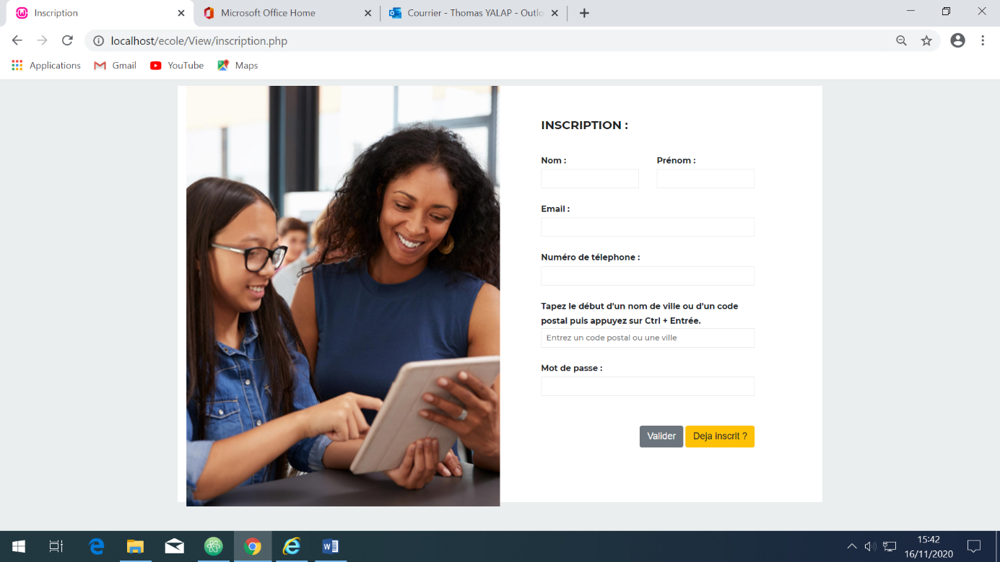 Inscription
Microsoft Office Home
Courrier - Thomas YALAP - Outlo
localhost/ecole/View/inscription.php
Applications
Gmail
YouTube
Maps
INSCRIPTION :
Nom :
Prénom :
Email :
Numéro de télephone :
Tapez le début d'un nom de ville ou d'un code
postal puis appuyez sur Ctrl + Entrée.
Entrez un code postal ou une ville
Mot de passe :
Valider
Deja inscrit ?
15:42
16/11/2020